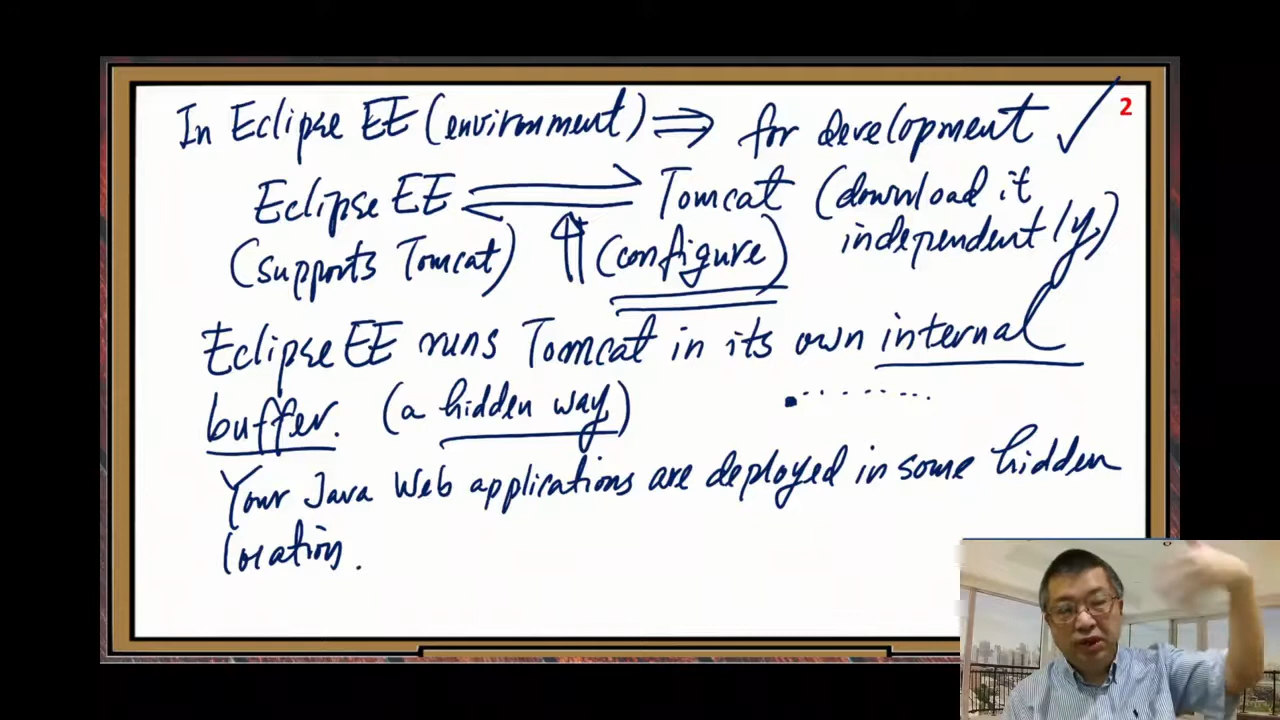 In Eclipse EE (environment) ⇒ for development ✓ 2
Eclipse EE ⇌ Tomcat (download it
independently)
(supports Tomcat) ⇑ (configure)
Eclipse EE runs Tomcat in its own internal
buffer. (a hidden way)
Your Java Web applications are deployed in some hidden
location.